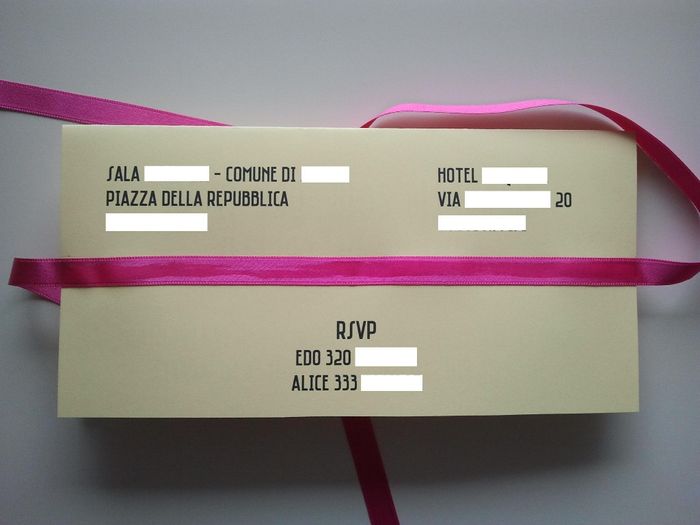 SALA - COMUNE DI
PIAZZA DELLA REPUBBLICA
HOTEL
VIA 20
RSVP
EDO 320
ALICE 333